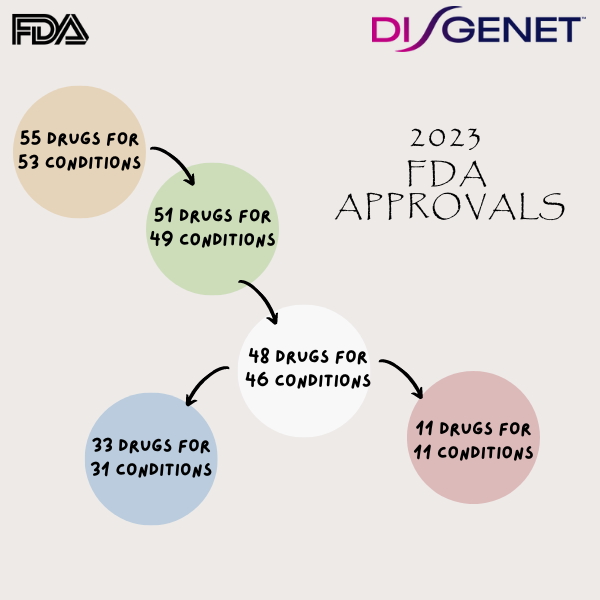 FDA
DISGENET™
2023
FDA
APPROVALS
55 DRUGS FOR
53 CONDITIONS
51 DRUGS FOR
49 CONDITIONS
48 DRUGS FOR
46 CONDITIONS
33 DRUGS FOR
31 CONDITIONS
11 DRUGS FOR
11 CONDITIONS